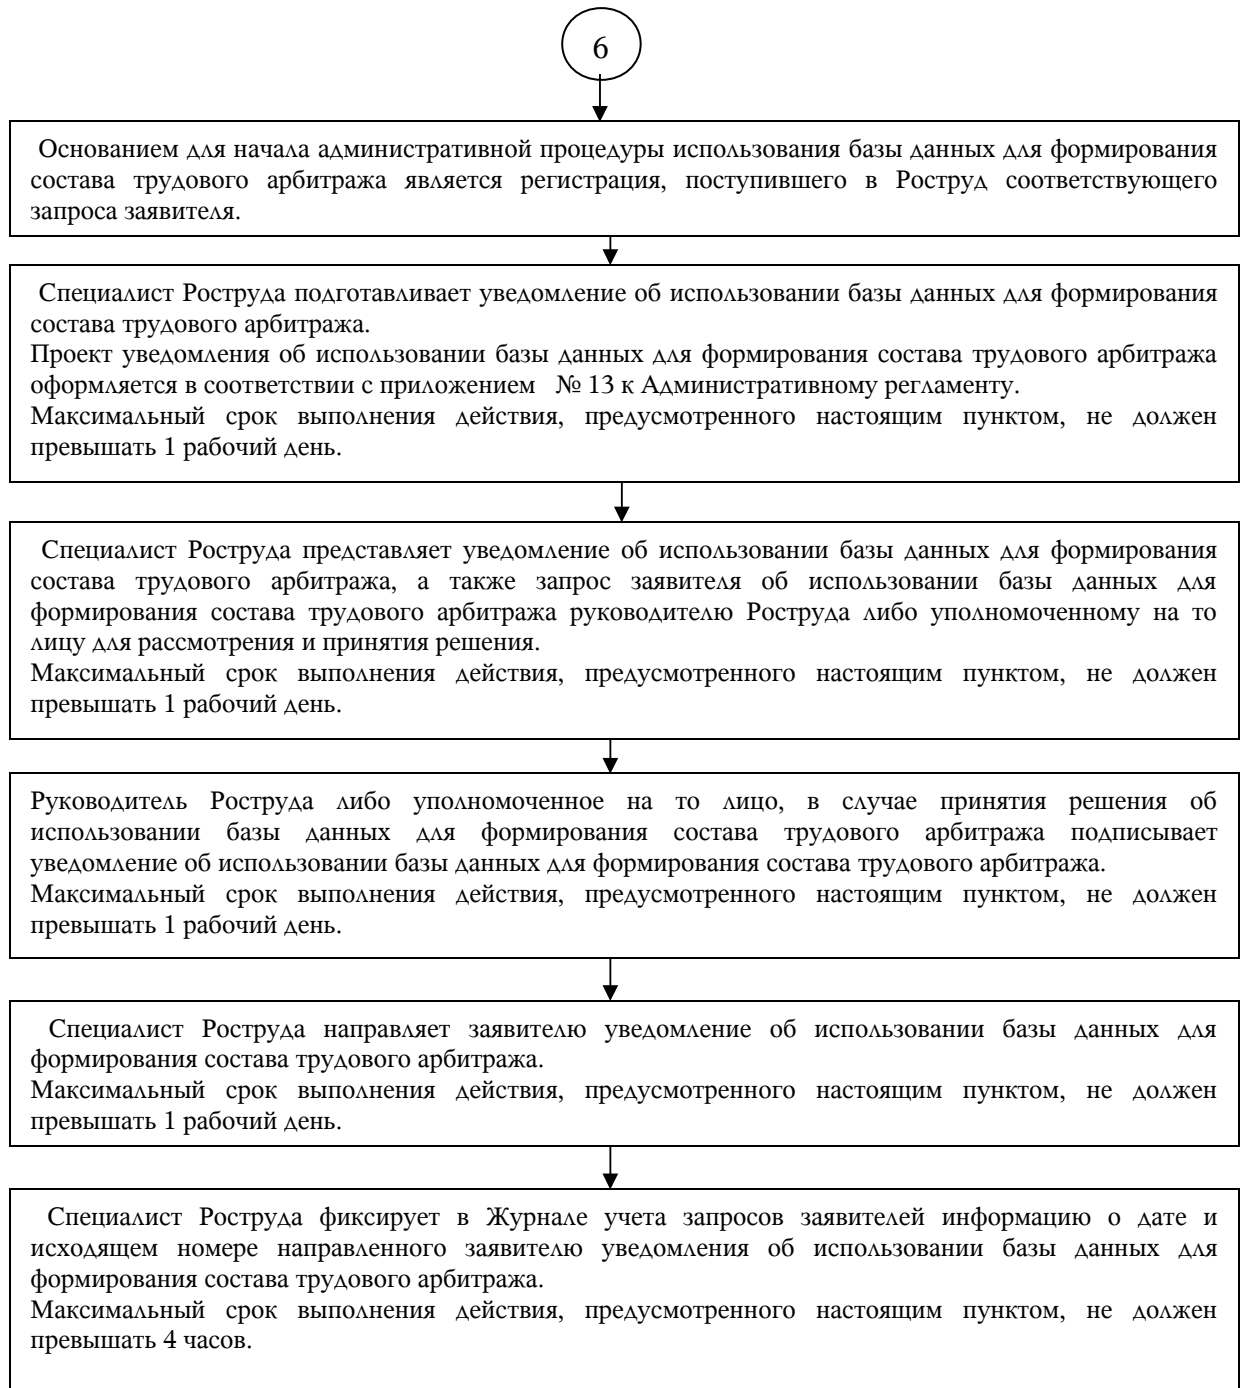 6
Основанием для начала административной процедуры использования базы данных для формирования
состава трудового арбитража является регистрация, поступившего в Роструд соответствующего
запроса заявителя.
Специалист Роструда подготавливает уведомление об использовании базы данных для формирования
состава трудового арбитража.
Проект уведомления об использовании базы данных для формирования состава трудового арбитража
оформляется в соответствии с приложением № 13 к Административному регламенту.
Максимальный срок выполнения действия, предусмотренного настоящим пунктом, не должен
превышать 1 рабочий день.
Специалист Роструда представляет уведомление об использовании базы данных для формирования
состава трудового арбитража, а также запрос заявителя об использовании базы данных для
формирования состава трудового арбитража руководителю Роструда либо уполномоченному на то
лицу для рассмотрения и принятия решения.
Максимальный срок выполнения действия, предусмотренного настоящим пунктом, не должен
превышать 1 рабочий день.
Руководитель Роструда либо уполномоченное на то лицо, в случае принятия решения об
использовании базы данных для формирования состава трудового арбитража подписывает
уведомление об использовании базы данных для формирования состава трудового арбитража.
Максимальный срок выполнения действия, предусмотренного настоящим пунктом, не должен
превышать 1 рабочий день.
Специалист Роструда направляет заявителю уведомление об использовании базы данных для
формирования состава трудового арбитража.
Максимальный срок выполнения действия, предусмотренного настоящим пунктом, не должен
превышать 1 рабочий день.
Специалист Роструда фиксирует в Журнале учета запросов заявителей информацию о дате и
исходящем номере направленного заявителю уведомления об использовании базы данных для
формирования состава трудового арбитража.
Максимальный срок выполнения действия, предусмотренного настоящим пунктом, не должен
превышать 4 часов.